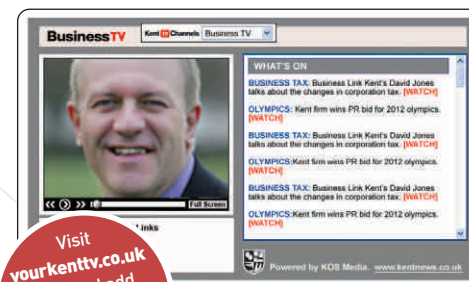 BusinessTV
Kent TV Channels Business TV
WHAT'S ON
BUSINESS TAX: Business Link Kent's David Jones
talks about the changes in corporation tax. [WATCH]
OLYMPICS: Kent firm wins PR bid for 2012 olympics.
[WATCH]
BUSINESS TAX: Business Link Kent's David Jones
talks about the changes in corporation tax. [WATCH]
OLYMPICS:Kent firm wins PR bid for 2012 olympics.
[WATCH]
BUSINESS TAX: Business Link Kent's David Jones
talks about the changes in corporation tax. [WATCH]
OLYMPICS:Kent firm wins PR bid for 2012 olympics.
[WATCH]
Full Screen
Links
Visit
yourkenttv.co.uk
add
Powered by KOS Media. www.kentnews.co.uk